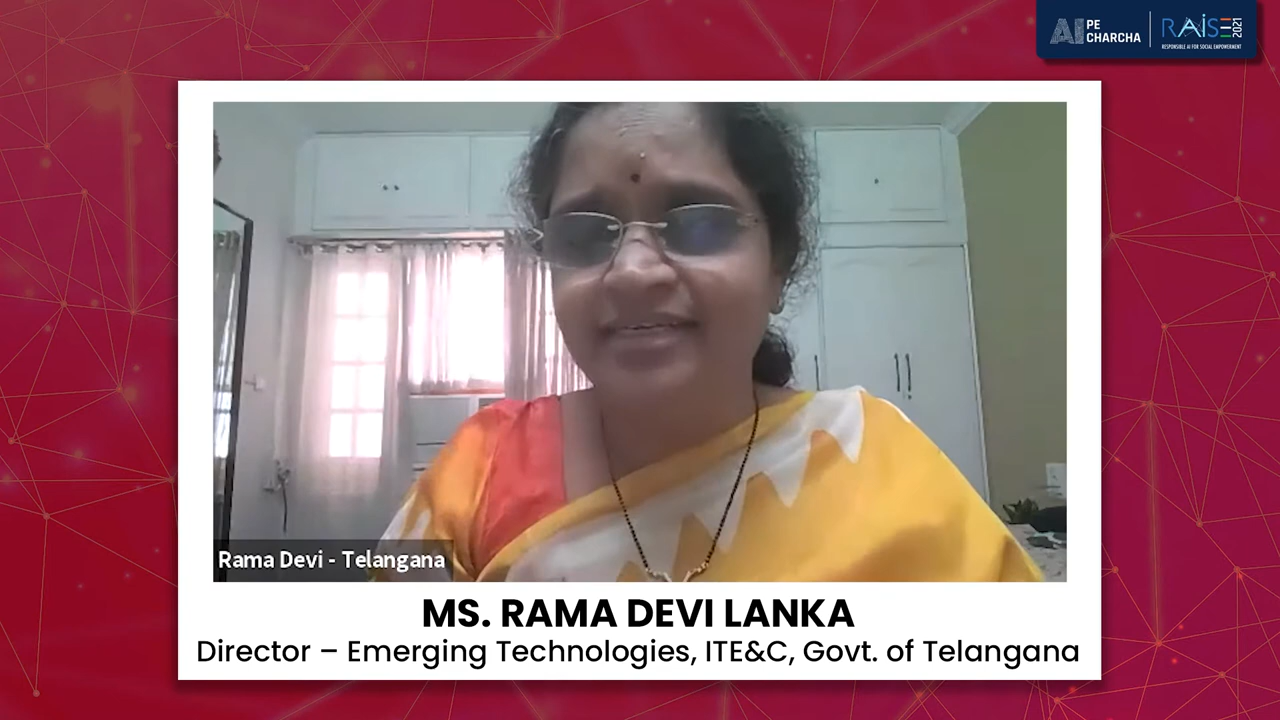 AI PE CHARCHA
RAISE 2021
RESPONSIBLE AI FOR SOCIAL EMPOWERMENT
Rama Devi - Telangana
MS. RAMA DEVI LANKA
Director – Emerging Technologies, ITE&C, Govt. of Telangana